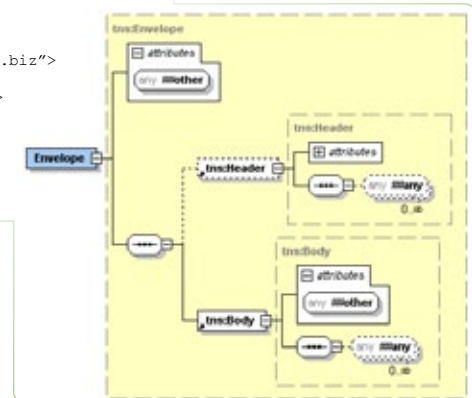 tns:Envelope
.biz">
attributes
any ##other
>
tns:Header
Envelope
tns:Header
attributes
any ##any
0..∞
tns:Body
attributes
any ##other
tns:Body
any ##any
0..∞